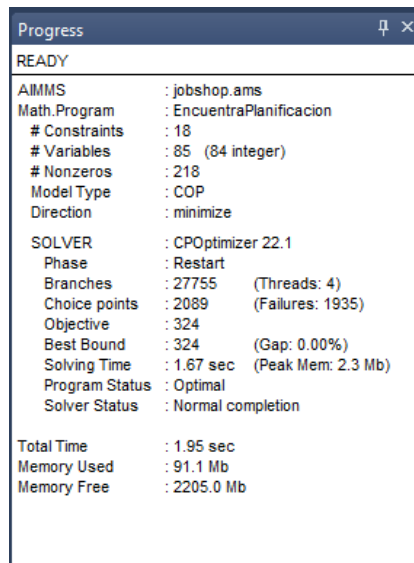 Progress
READY
AIMMS : jobshop.ams
Math.Program : EncuentraPlanificacion
# Constraints : 18
# Variables : 85 (84 integer)
# Nonzeros : 218
Model Type : COP
Direction : minimize
SOLVER : CPOptimizer 22.1
Phase : Restart
Branches : 27755 (Threads: 4)
Choice points : 2089 (Failures: 1935)
Objective : 324
Best Bound : 324 (Gap: 0.00%)
Solving Time : 1.67 sec (Peak Mem: 2.3 Mb)
Program Status : Optimal
Solver Status : Normal completion
Total Time : 1.95 sec
Memory Used : 91.1 Mb
Memory Free : 2205.0 Mb